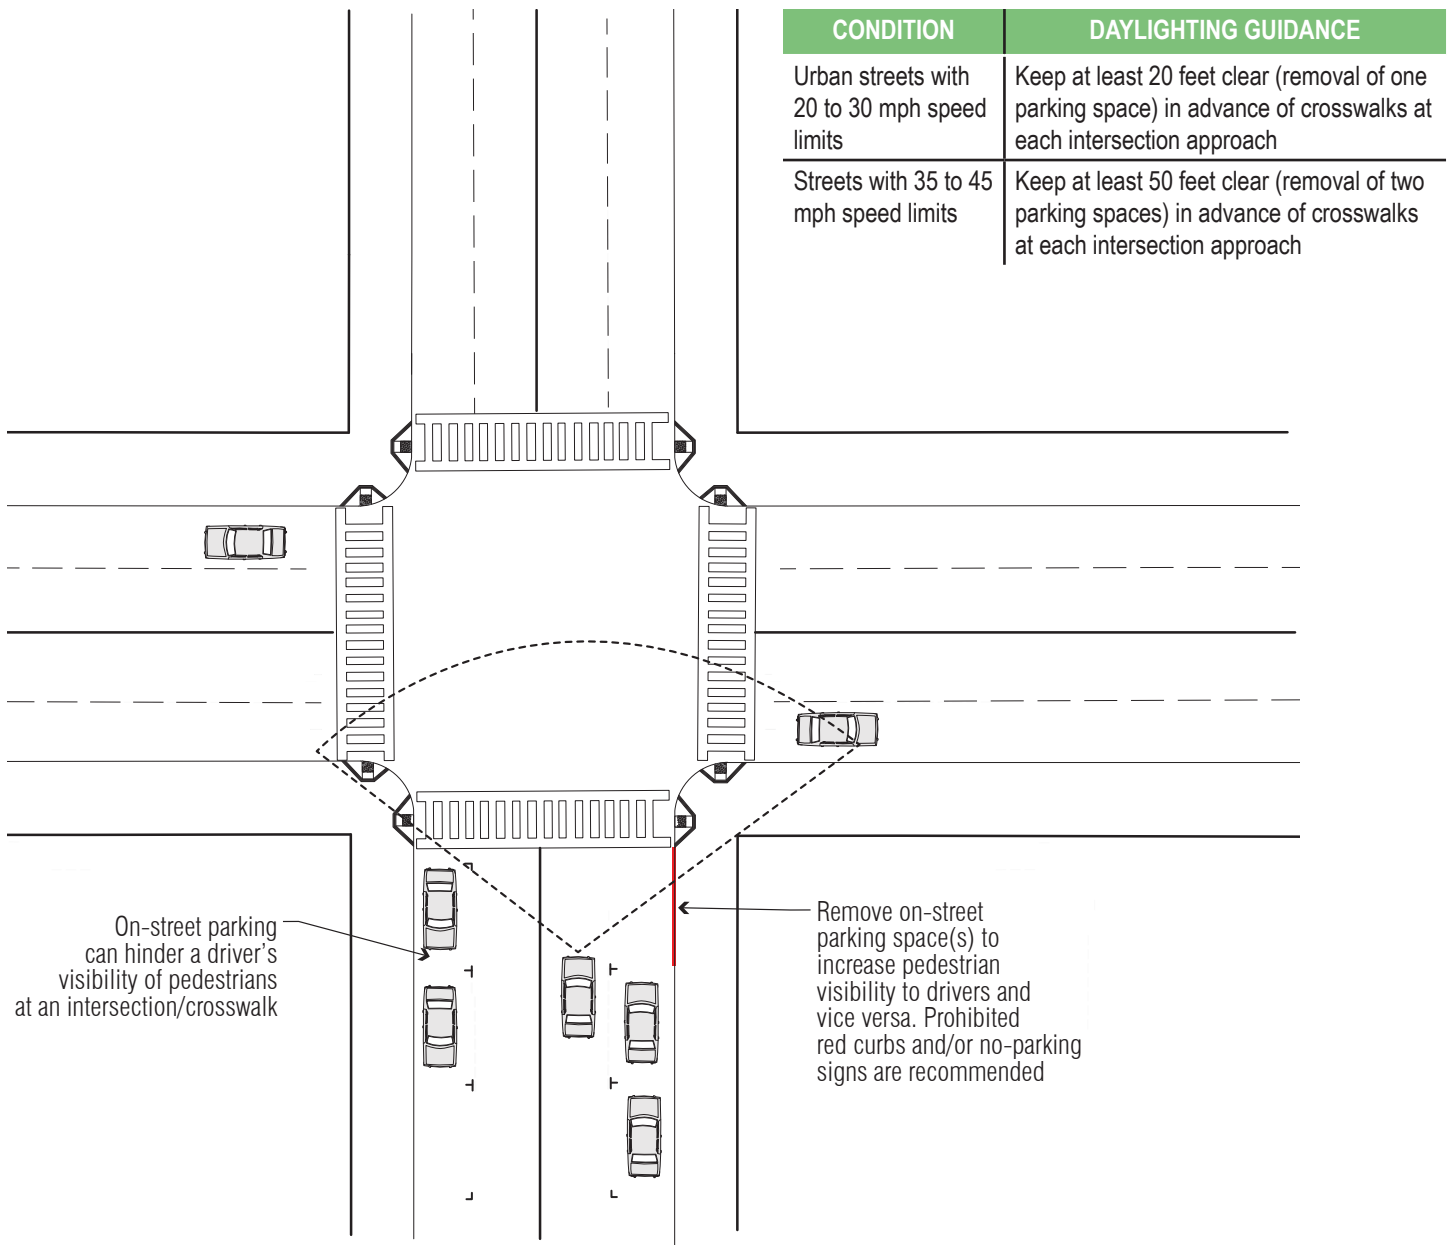 CONDITION
DAYLIGHTING GUIDANCE
Urban streets with
20 to 30 mph speed
limits
Keep at least 20 feet clear (removal of one
parking space) in advance of crosswalks at
each intersection approach
Streets with 35 to 45
mph speed limits
Keep at least 50 feet clear (removal of two
parking spaces) in advance of crosswalks
at each intersection approach
On-street parking
can hinder a driver’s
visibility of pedestrians
at an intersection/crosswalk
Remove on-street
parking space(s) to
increase pedestrian
visibility to drivers and
vice versa. Prohibited
red curbs and/or no-parking
signs are recommended